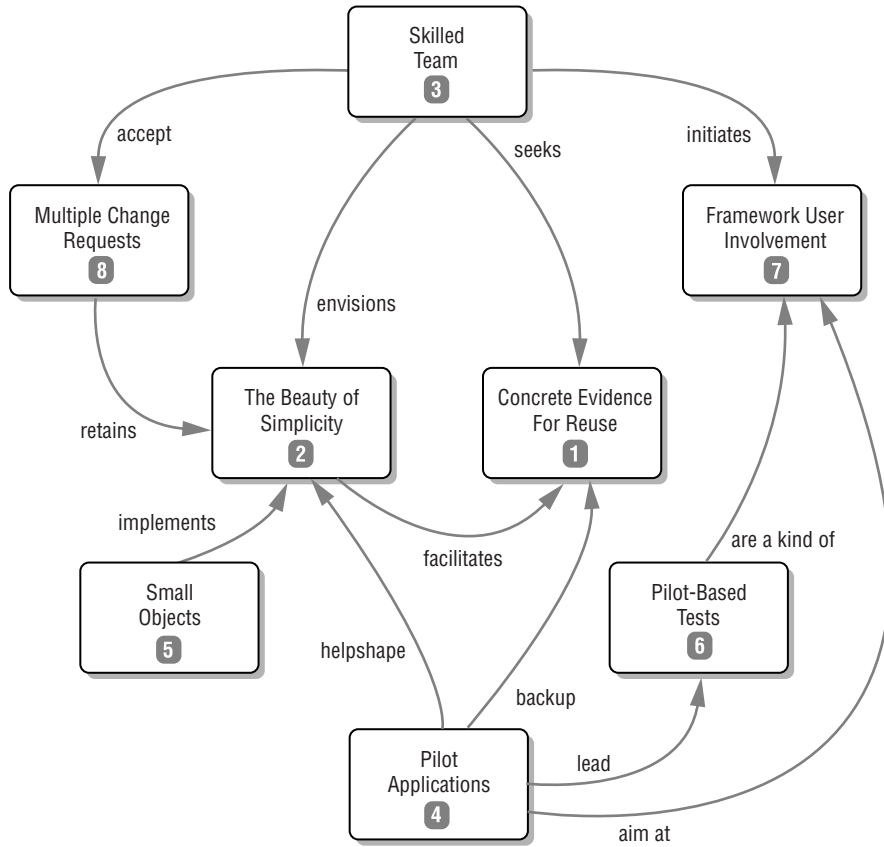 Skilled
Team
3
accept
seeks
initiates
Multiple Change
Requests
8
Framework User
Involvement
7
envisions
The Beauty of
Simplicity
2
Concrete Evidence
For Reuse
1
retains
implements
facilitates
are a kind of
Small
Objects
5
Pilot-Based
Tests
6
helpshape
backup
Pilot
Applications
4
lead
aim at